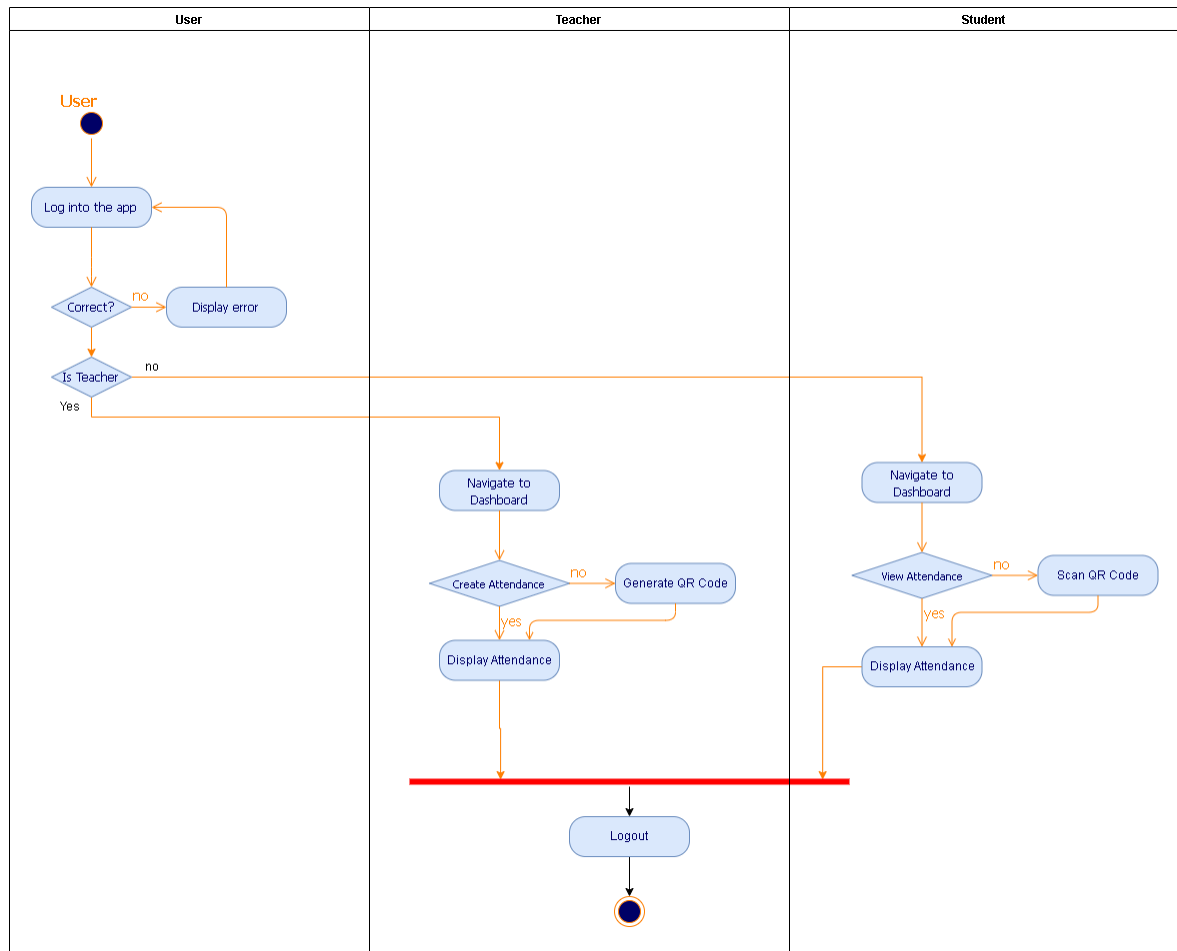 User
Teacher
Student
User
Log into the app
Correct?
no
Display error
Is Teacher
no
Yes
Navigate to
Dashboard
Navigate to
Dashboard
Create Attendance
no
Generate QR Code
yes
Display Attendance
View Attendance
no
Scan QR Code
yes
Display Attendance
Logout